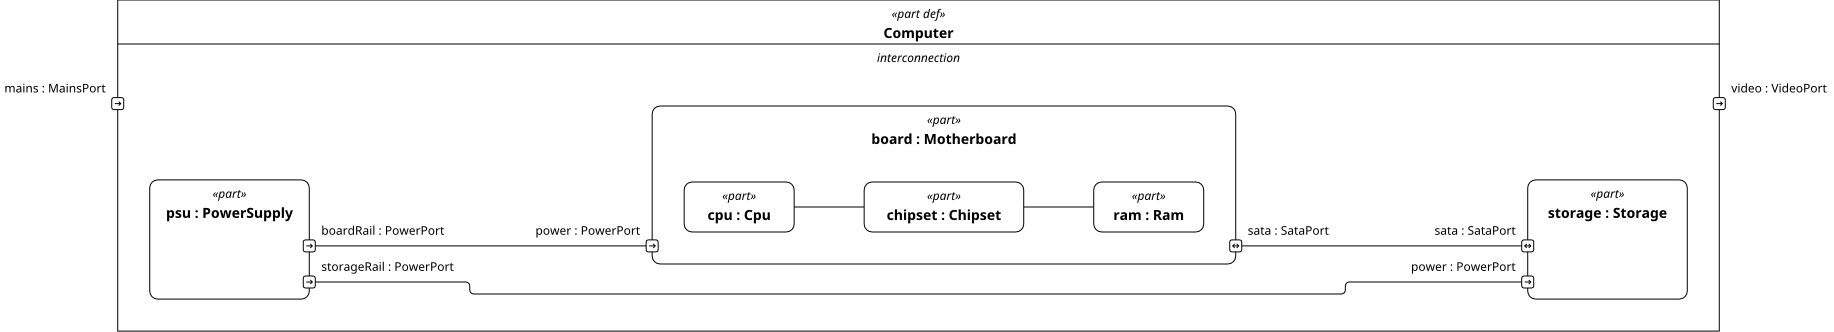 «part def»
Computer
interconnection
mains : MainsPort
video : VideoPort
«part»
board : Motherboard
«part»
psu : PowerSupply
«part»
cpu : Cpu
«part»
chipset : Chipset
«part»
ram : Ram
«part»
storage : Storage
boardRail : PowerPort
power : PowerPort
sata : SataPort
sata : SataPort
storageRail : PowerPort
power : PowerPort